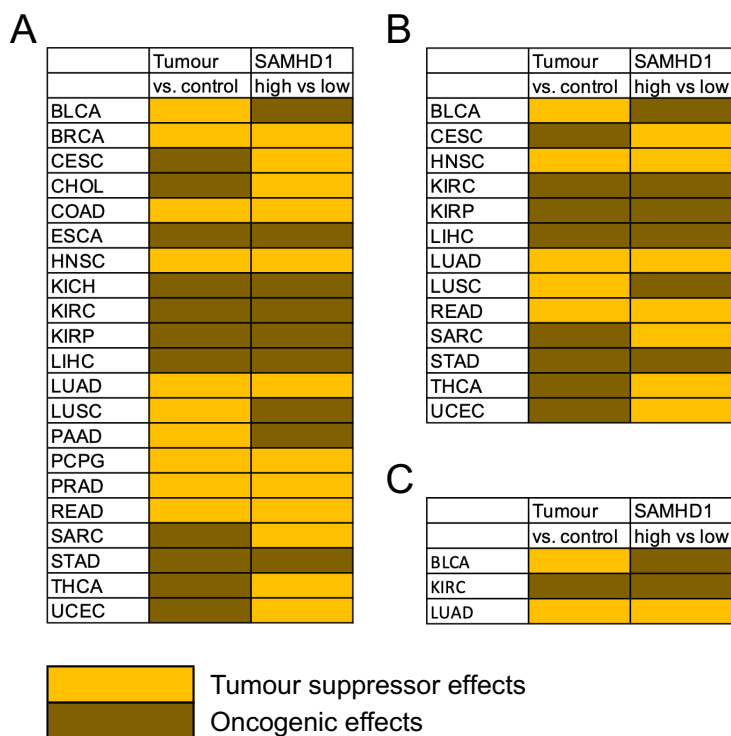 A
Tumour SAMHD1
vs. control high vs low
BLCA
BRCA
CESC
CHOL
COAD
ESCA
HNSC
KICH
KIRC
KIRP
LIHC
LUAD
LUSC
PAAD
PCPG
PRAD
READ
SARC
STAD
THCA
UCEC
B
Tumour SAMHD1
vs. control high vs low
BLCA
CESC
HNSC
KIRC
KIRP
LIHC
LUAD
LUSC
READ
SARC
STAD
THCA
UCEC
C
Tumour SAMHD1
vs. control high vs low
BLCA
KIRC
LUAD
Tumour suppressor effects
Oncogenic effects